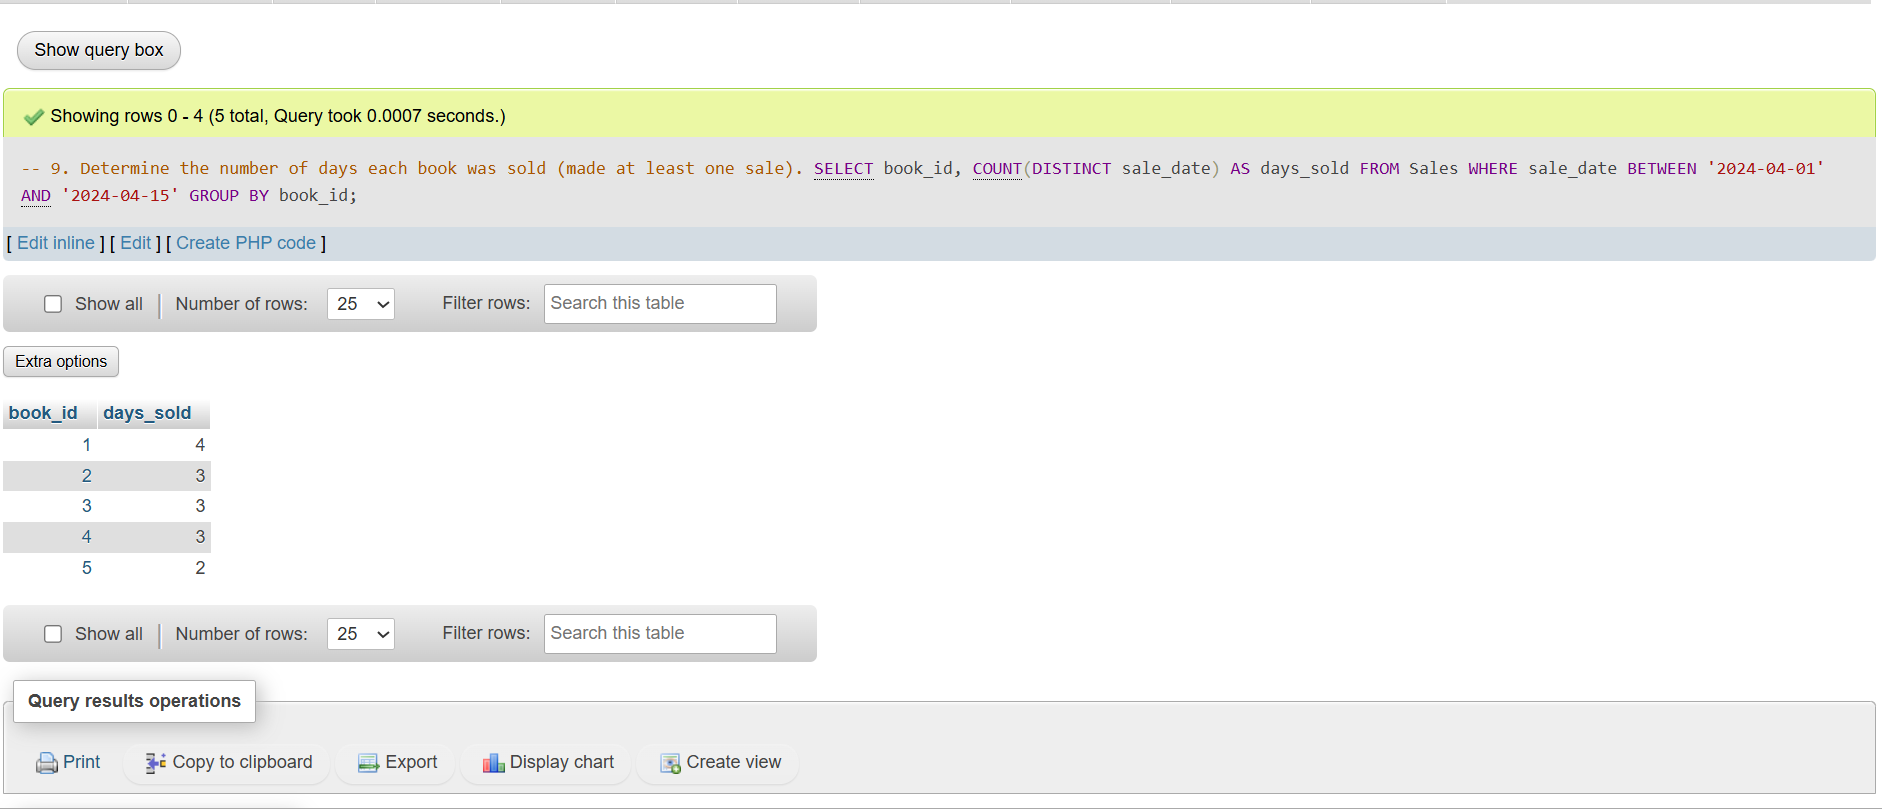 Show query box
Showing rows 0 - 4 (5 total, Query took 0.0007 seconds.)
-- 9. Determine the number of days each book was sold (made at least one sale). SELECT book_id, COUNT(DISTINCT sale_date) AS days_sold FROM Sales WHERE sale_date BETWEEN '2024-04-01'
AND '2024-04-15' GROUP BY book_id;
[ Edit inline ] [ Edit ] [ Create PHP code ]
Show all | Number of rows: 25 Filter rows: Search this table
Extra options
book_id days_sold
1 4
2 3
3 3
4 3
5 2
Show all | Number of rows: 25 Filter rows: Search this table
Query results operations
Print Copy to clipboard Export Display chart Create view